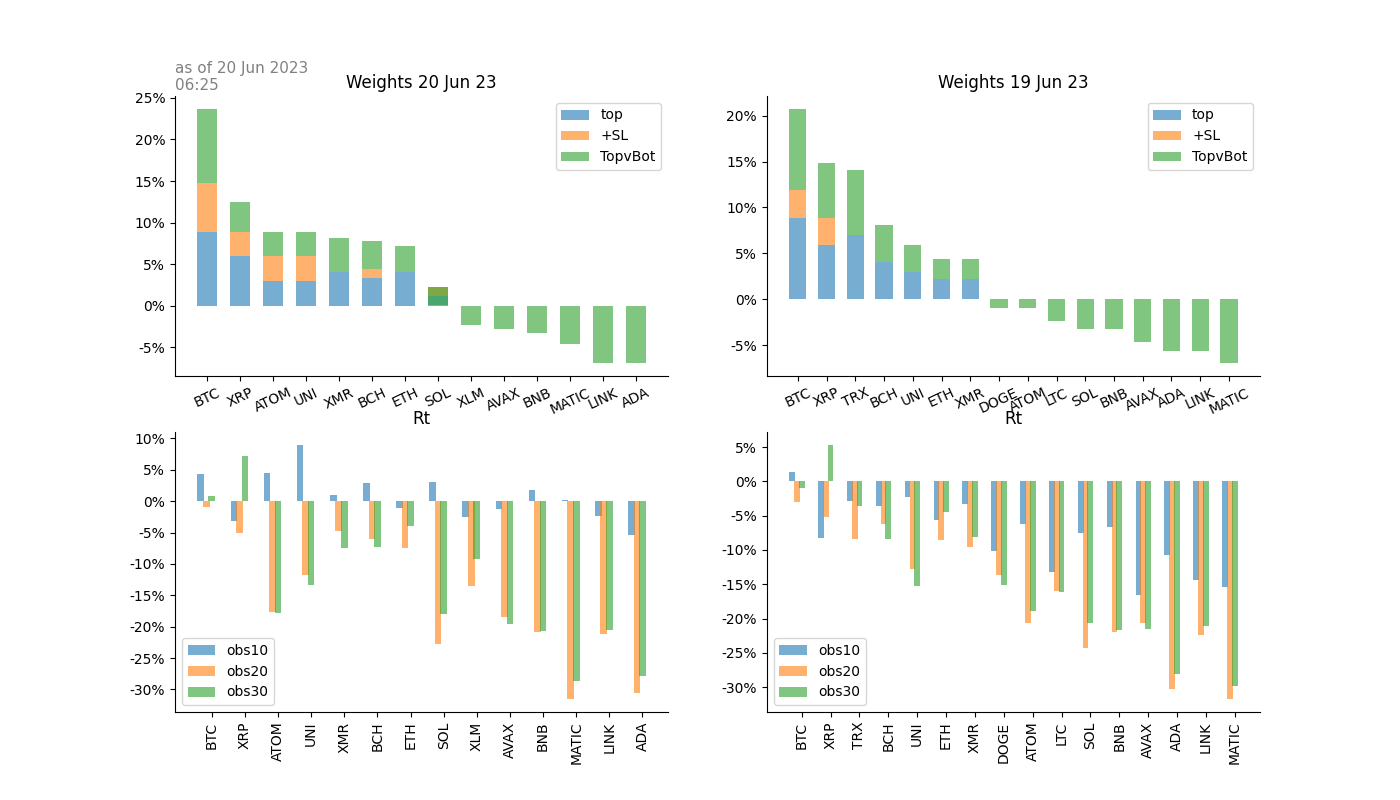 as of 20 Jun 2023
06:25
Weights 20 Jun 23
25%
20%
15%
10%
5%
0%
-5%
top
+SL
TopvBot
BTC XRP ATOM UNI XMR BCH ETH SOL XLM AVAX BNB MATIC LINK ADA
Weights 19 Jun 23
20%
15%
10%
5%
0%
-5%
top
+SL
TopvBot
BTC XRP TRX BCH UNI ETH XMR DOGE ATOM LTC SOL BNB AVAX ADA LINK MATIC
Rt
10%
5%
0%
-5%
-10%
-15%
-20%
-25%
-30%
obs10
obs20
obs30
BTC XRP ATOM UNI XMR BCH ETH SOL XLM AVAX BNB MATIC LINK ADA
Rt
5%
0%
-5%
-10%
-15%
-20%
-25%
-30%
obs10
obs20
obs30
BTC XRP TRX BCH UNI ETH XMR DOGE ATOM LTC SOL BNB AVAX ADA LINK MATIC